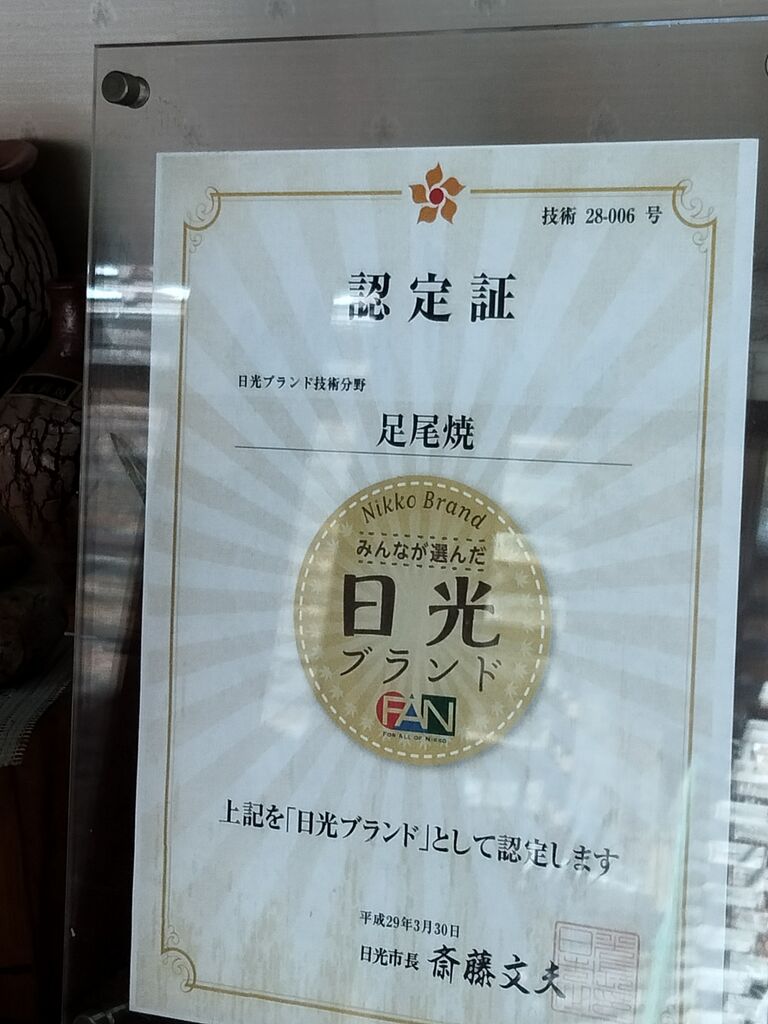 技術 28-006 号
認定証
日光ブランド技術分野
足尾焼
Nikko Brand
みんなが選んだ
日光
ブランド
FAN
FOR ALL OF NIKKO
上記を「日光ブランド」として認定します
平成29年3月30日
日光市長 斎藤文夫